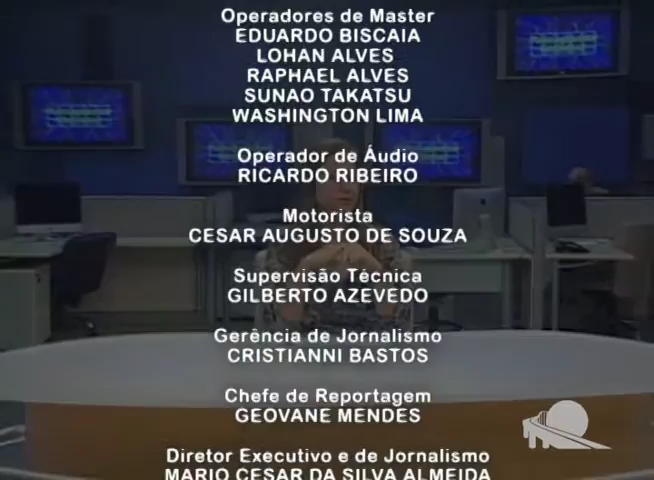 Operadores de Master
EDUARDO BISCAIA
LOHAN ALVES
RAPHAEL ALVES
SUNAO TAKATSU
WASHINGTON LIMA
Operador de Áudio
RICARDO RIBEIRO
Motorista
CESAR AUGUSTO DE SOUZA
Supervisão Técnica
GILBERTO AZEVEDO
Gerência de Jornalismo
CRISTIANNI BASTOS
Chefe de Reportagem
GEOVANE MENDES
Diretor Executivo e de Jornalismo
MARIO CESAR DA SILVA ALMEIDA